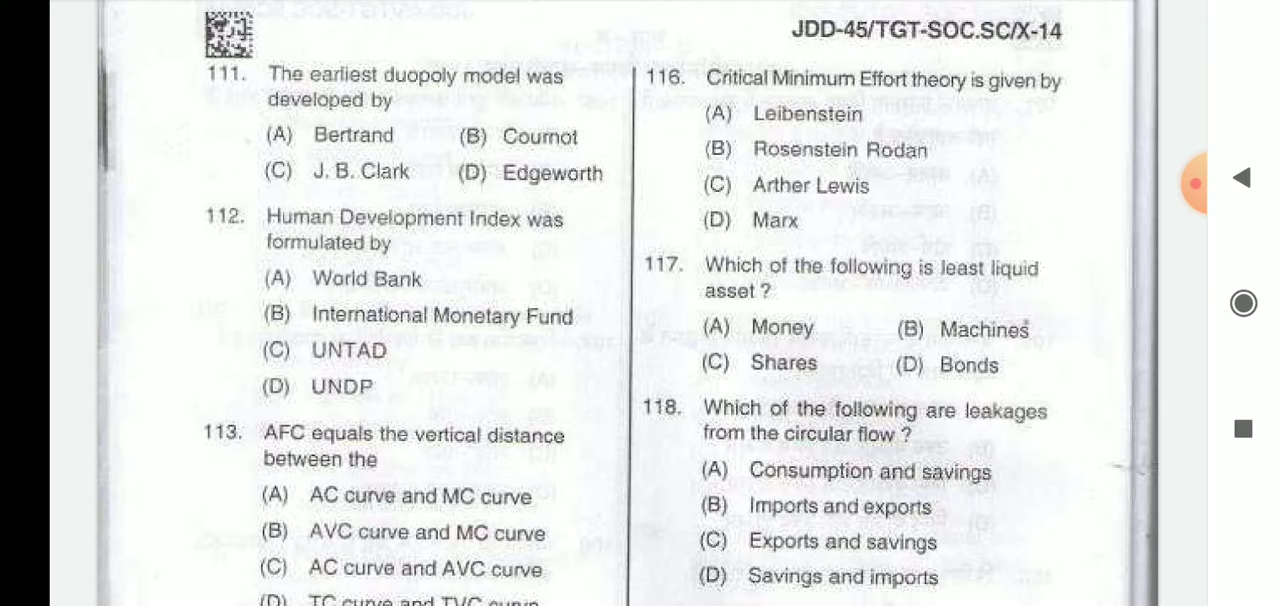 JDD-45/TGT-SOC.SC/X-14
111. The earliest duopoly model was
developed by
(A) Bertrand (B) Cournot
(C) J. B. Clark (D) Edgeworth
112. Human Development Index was
formulated by
(A) World Bank
(B) International Monetary Fund
(C) UNTAD
(D) UNDP
113. AFC equals the vertical distance
between the
(A) AC curve and MC curve
(B) AVC curve and MC curve
(C) AC curve and AVC curve
(D) TC curve and TVC curve
116. Critical Minimum Effort theory is given by
(A) Leibenstein
(B) Rosenstein Rodan
(C) Arther Lewis
(D) Marx
117. Which of the following is least liquid
asset ?
(A) Money (B) Machines
(C) Shares (D) Bonds
118. Which of the following are leakages
from the circular flow ?
(A) Consumption and savings
(B) Imports and exports
(C) Exports and savings
(D) Savings and imports